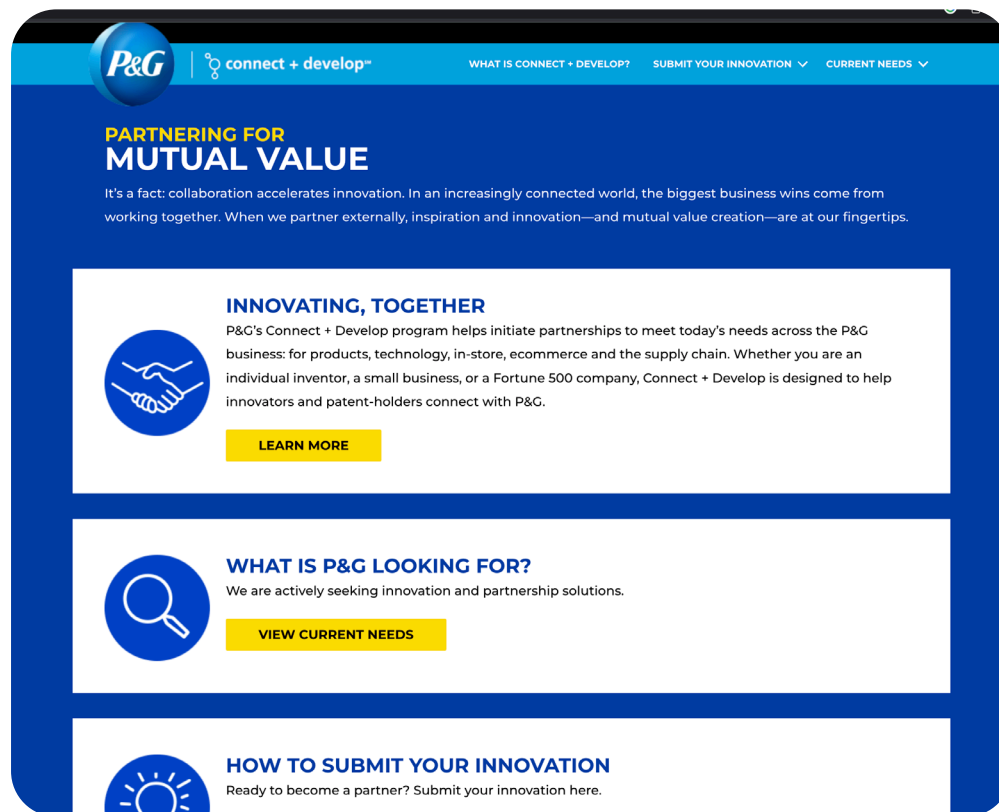 P&G
connect + develop℠
WHAT IS CONNECT + DEVELOP?
SUBMIT YOUR INNOVATION
CURRENT NEEDS
PARTNERING FOR
MUTUAL VALUE
It's a fact: collaboration accelerates innovation. In an increasingly connected world, the biggest business wins come from
working together. When we partner externally, inspiration and innovation—and mutual value creation—are at our fingertips.
INNOVATING, TOGETHER
P&G's Connect + Develop program helps initiate partnerships to meet today's needs across the P&G
business: for products, technology, in-store, ecommerce and the supply chain. Whether you are an
individual inventor, a small business, or a Fortune 500 company, Connect + Develop is designed to help
innovators and patent-holders connect with P&G.
LEARN MORE
WHAT IS P&G LOOKING FOR?
We are actively seeking innovation and partnership solutions.
VIEW CURRENT NEEDS
HOW TO SUBMIT YOUR INNOVATION
Ready to become a partner? Submit your innovation here.